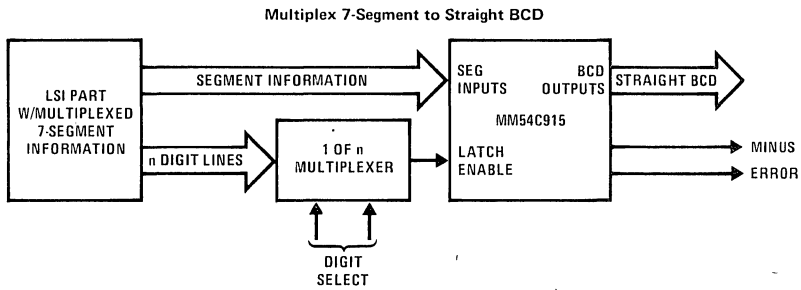 Multiplex 7-Segment to Straight BCD
LSI PART
W/MULTIPLEXED
7-SEGMENT
INFORMATION
SEGMENT INFORMATION
n DIGIT LINES
1 OF n
MULTIPLEXER
DIGIT
SELECT
SEG
INPUTS
BCD
OUTPUTS
MM54C915
LATCH
ENABLE
STRAIGHT BCD
MINUS
ERROR